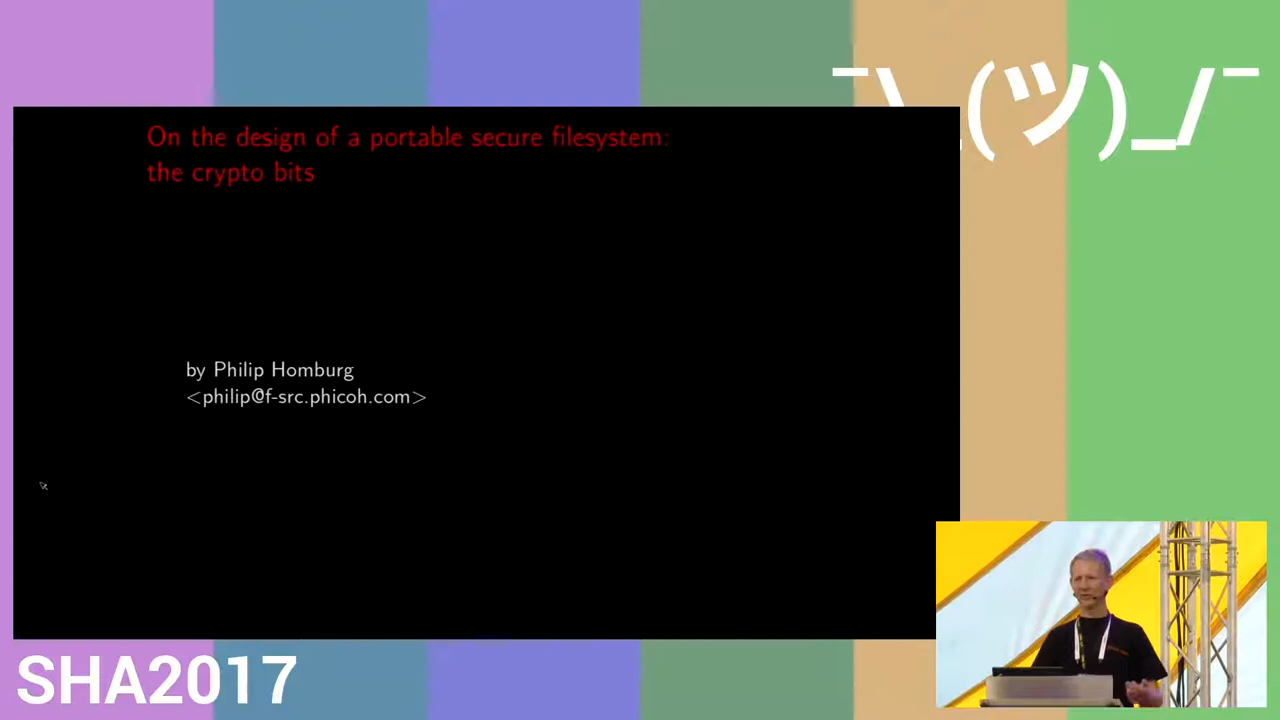 ¯\_(ツ)_/¯
On the design of a portable secure filesystem:
the crypto bits
by Philip Homburg
<philip@f-src.phicoh.com>
SHA2017